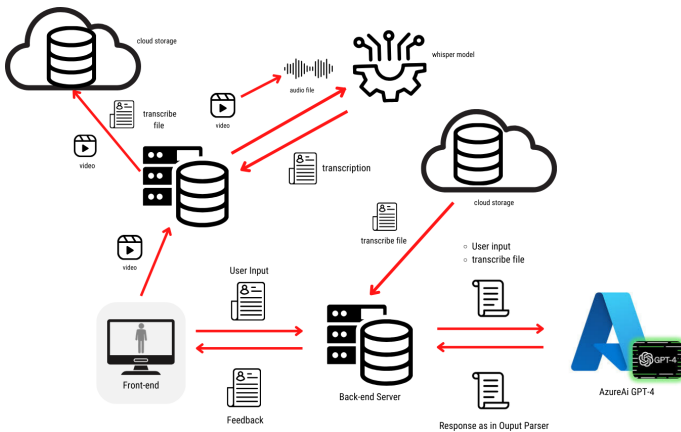 cloud storage
whisper model
audio file
transcribe
file
video
video
transcription
cloud storage
transcribe file
video
User input
transcribe file
User Input
GPT-4
Front-end
Back-end Server
AzureAi GPT-4
Feedback
Response as in Ouput Parser